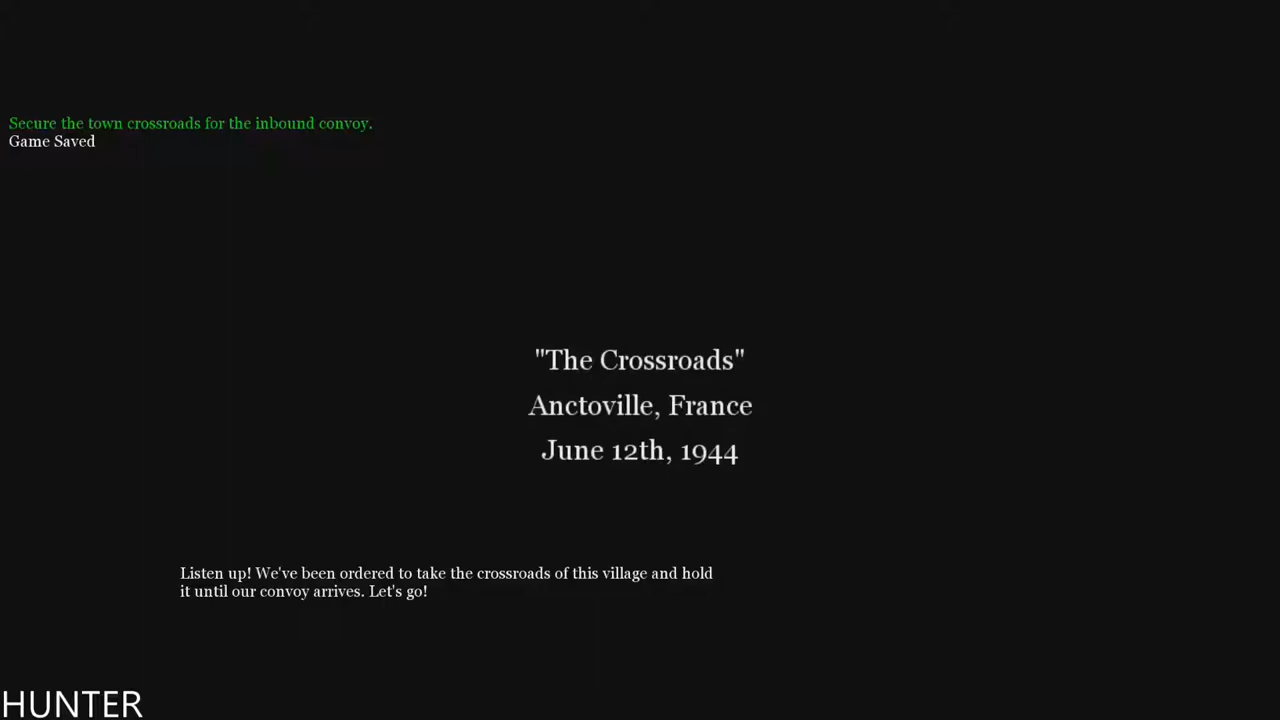 Secure the town crossroads for the inbound convoy.
Game Saved
"The Crossroads"
Anctoville, France
June 12th, 1944
Listen up! We've been ordered to take the crossroads of this village and hold
it until our convoy arrives. Let's go!
HUNTER